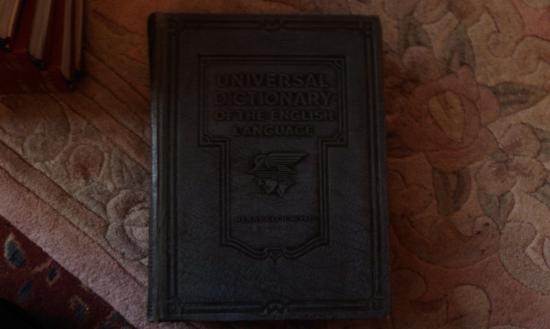 UNIVERSAL
DICTIONARY
OF THE ENGLISH
LANGUAGE